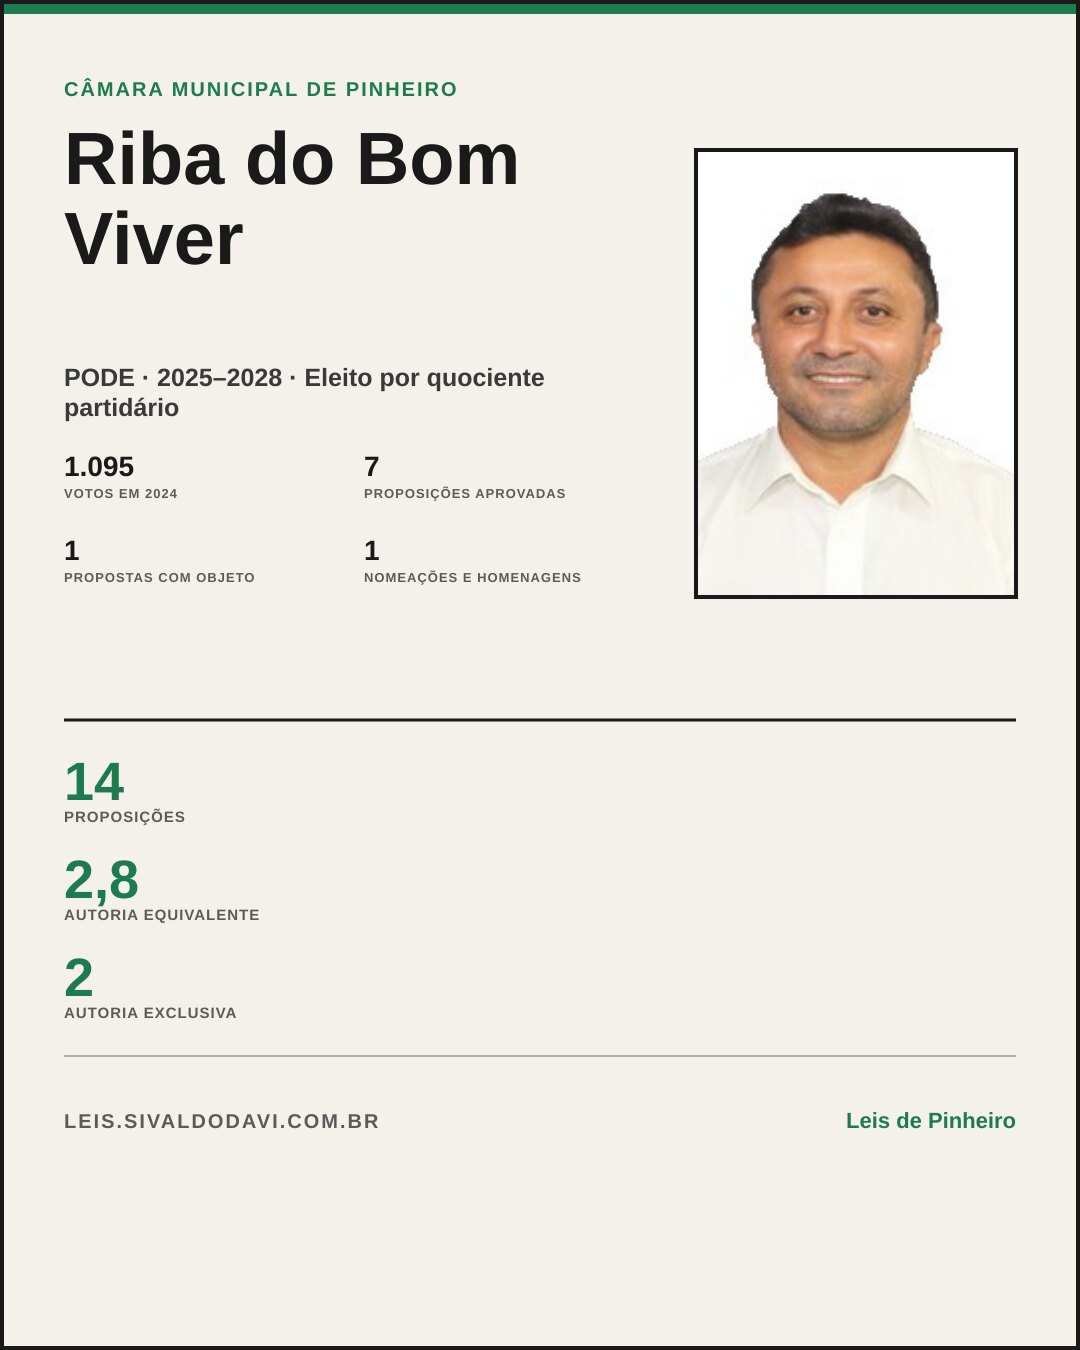 CÂMARA MUNICIPAL DE PINHEIRO
Riba do Bom
Viver
PODE · 2025–2028 · Eleito por quociente
partidário
1.095
VOTOS EM 2024
7
PROPOSIÇÕES APROVADAS
1
PROPOSTAS COM OBJETO
1
NOMEAÇÕES E HOMENAGENS
14
PROPOSIÇÕES
2,8
AUTORIA EQUIVALENTE
2
AUTORIA EXCLUSIVA
LEIS.SIVALDODAVI.COM.BR
Leis de Pinheiro